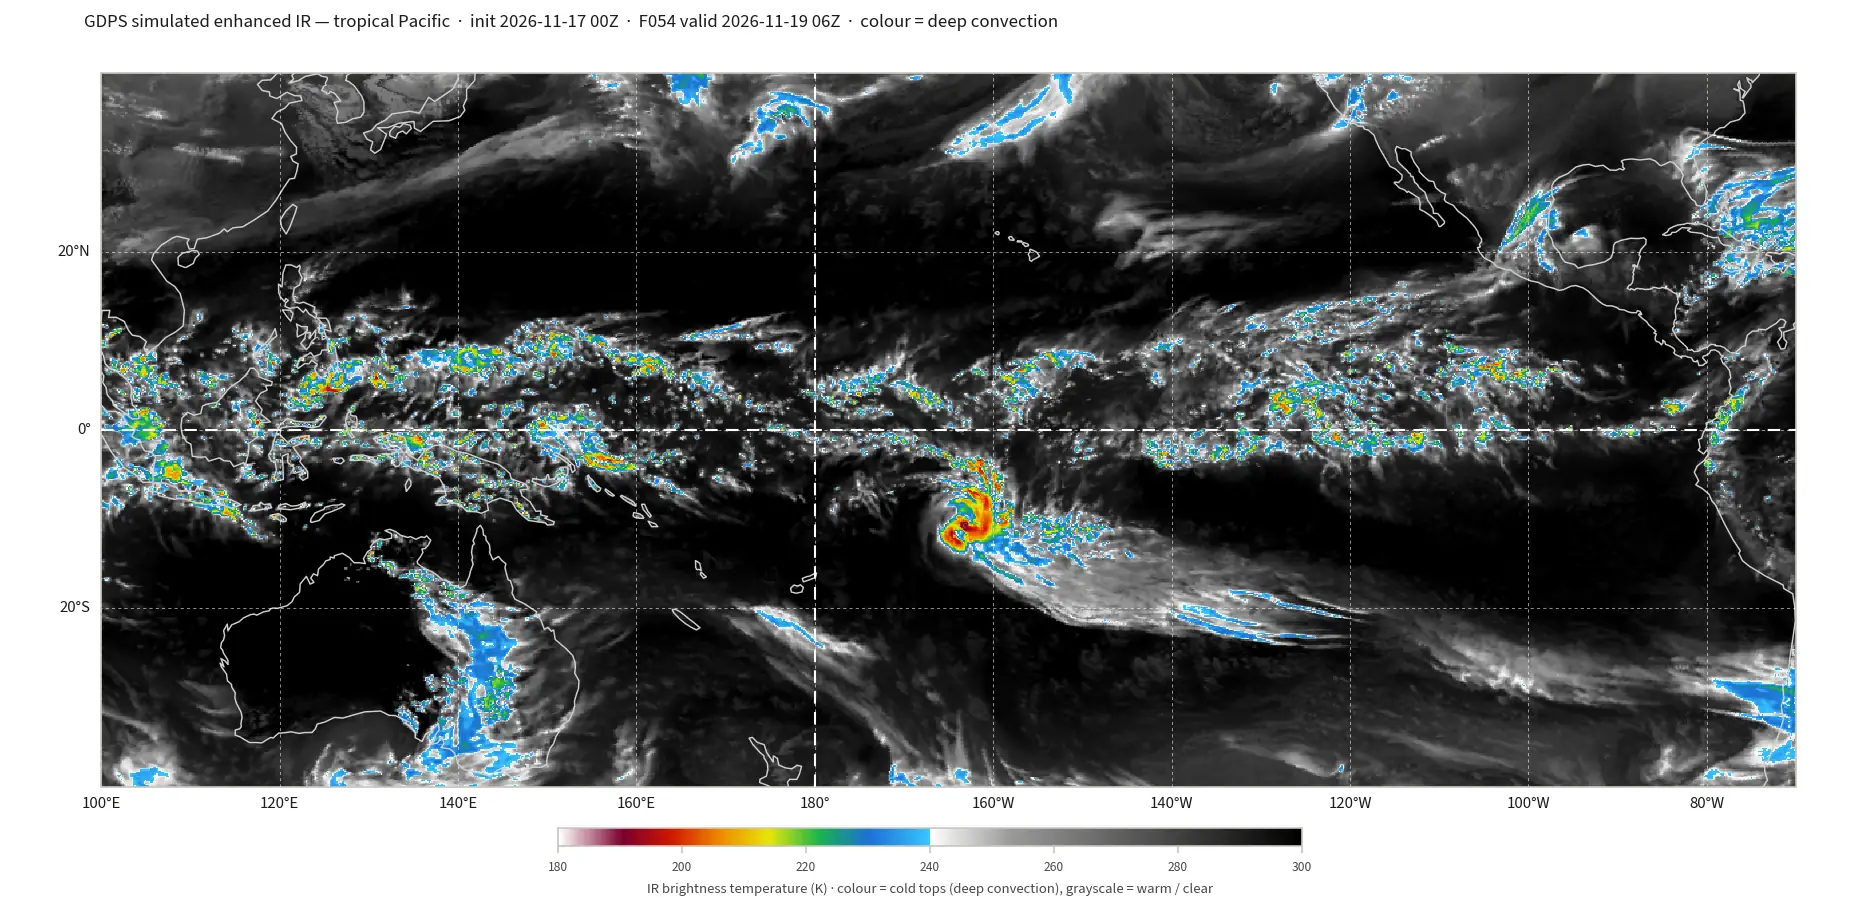 GDPS simulated enhanced IR — tropical Pacific · init 2026-11-17 00Z · F054 valid 2026-11-19 06Z · colour = deep convection
20°N
0°
20°S
100°E 120°E 140°E 160°E 180° 160°W 140°W 120°W 100°W 80°W
180 200 220 240 260 280 300
IR brightness temperature (K) · colour = cold tops (deep convection), grayscale = warm / clear